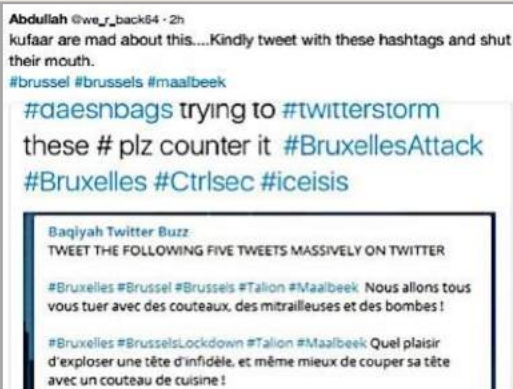 Abdullah @we_r_back64 · 2h
kufaar are mad about this....Kindly tweet with these hashtags and shut
their mouth.
#brussel #brussels #maalbeek
#daeshbags trying to #twitterstorm
these # plz counter it #BruxellesAttack
#Bruxelles #Ctrlsec #iceisis
Baqiyah Twitter Buzz
TWEET THE FOLLOWING FIVE TWEETS MASSIVELY ON TWITTER
#Bruxelles #Brussel #Brussels #Talion #Maalbeek Nous allons tous
vous tuer avec des couteaux, des mitrailleuses et des bombes !
#Bruxelles #BrusselsLockdown #Talion #Maalbeek Quel plaisir
d'exploser une tête d'infidèle, et même mieux de couper sa tête
avec un couteau de cuisine !